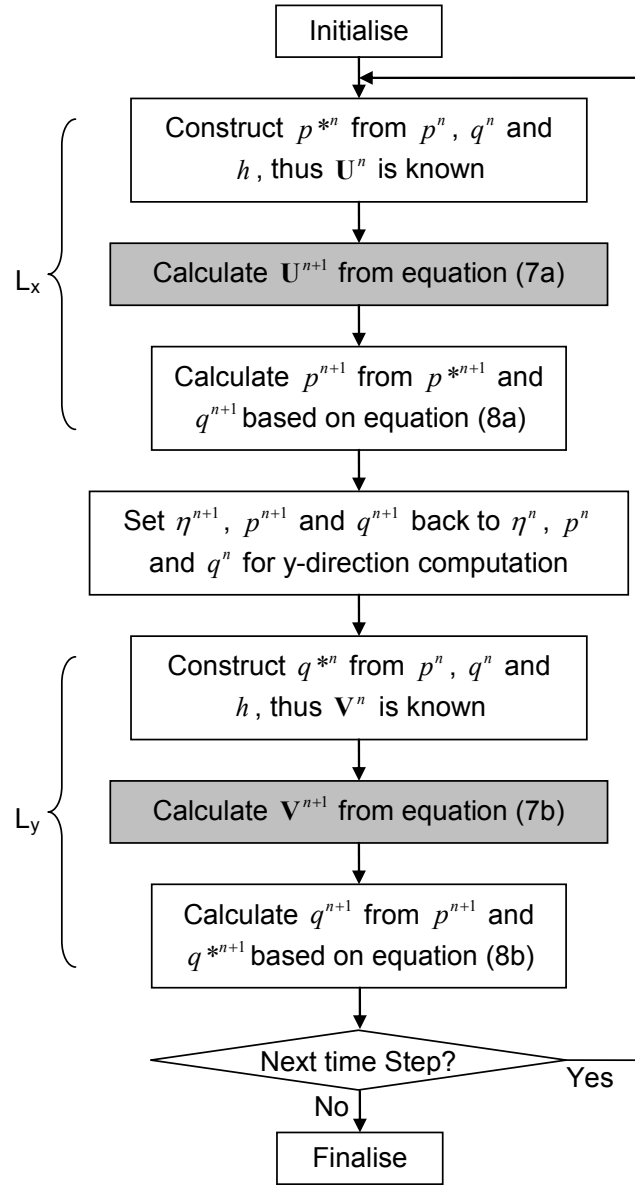 Initialise
Construct p*ⁿ from pⁿ, qⁿ and
h, thus Uⁿ is known
Lₓ
Calculate Uⁿ⁺¹ from equation (7a)
Calculate pⁿ⁺¹ from p*ⁿ⁺¹ and
qⁿ⁺¹ based on equation (8a)
Set ηⁿ⁺¹, pⁿ⁺¹ and qⁿ⁺¹ back to ηⁿ, pⁿ
and qⁿ for y-direction computation
Construct q*ⁿ from pⁿ, qⁿ and
h, thus Vⁿ is known
L_y
Calculate Vⁿ⁺¹ from equation (7b)
Calculate qⁿ⁺¹ from pⁿ⁺¹ and
q*ⁿ⁺¹ based on equation (8b)
Next time Step?
Yes
No
Finalise